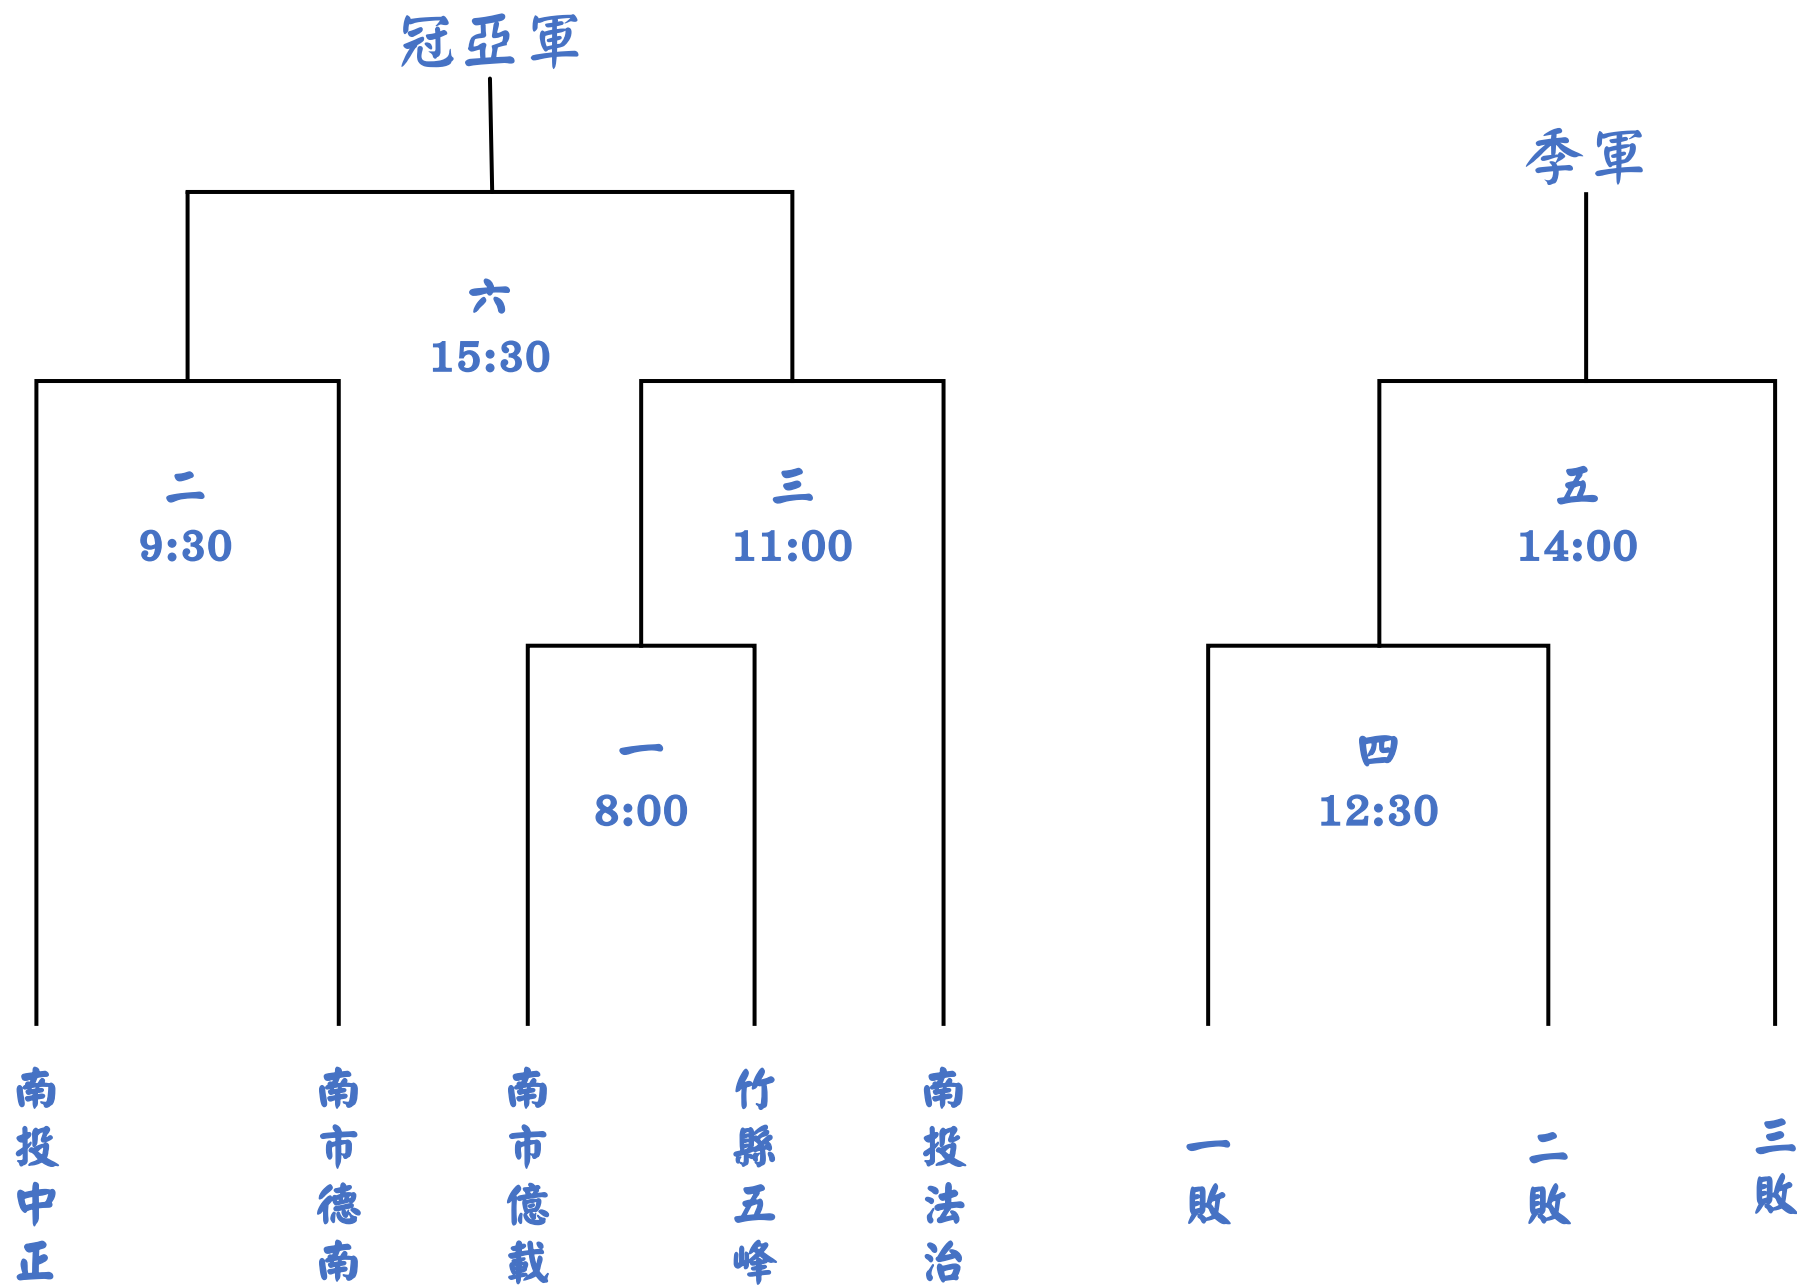 冠亞軍
季軍
六
15:30
二
9:30
三
11:00
五
14:00
一
8:00
四
12:30
南投中正
南市德南
南市億載
竹縣五峰
南投法治
一敗
二敗
三敗